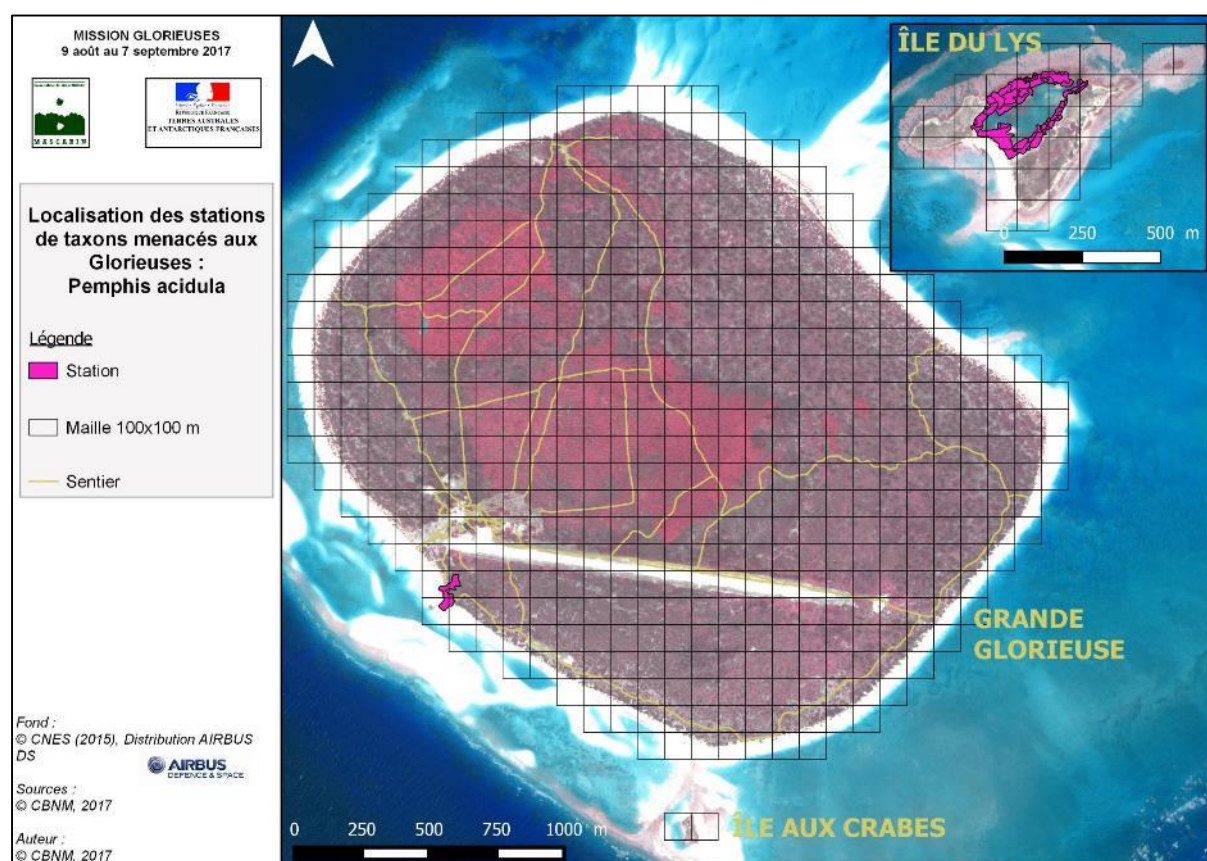 MISSION GLORIEUSES
9 août au 7 septembre 2017
MASCARIN
TERRES AUSTRALES
ET ANTARCTIQUES FRANÇAISES
Localisation des stations
de taxons menacés aux
Glorieuses :
Pemphis acidula
Légende
Station
Maille 100x100 m
Sentier
Fond :
© CNES (2015), Distribution AIRBUS
DS
AIRBUS
DEFENCE & SPACE
Sources :
© CBNM, 2017
Auteur :
© CBNM, 2017
ÎLE DU LYS
0 250 500 m
GRANDE
GLORIEUSE
ÎLE AUX CRABES
0 250 500 750 1000 m